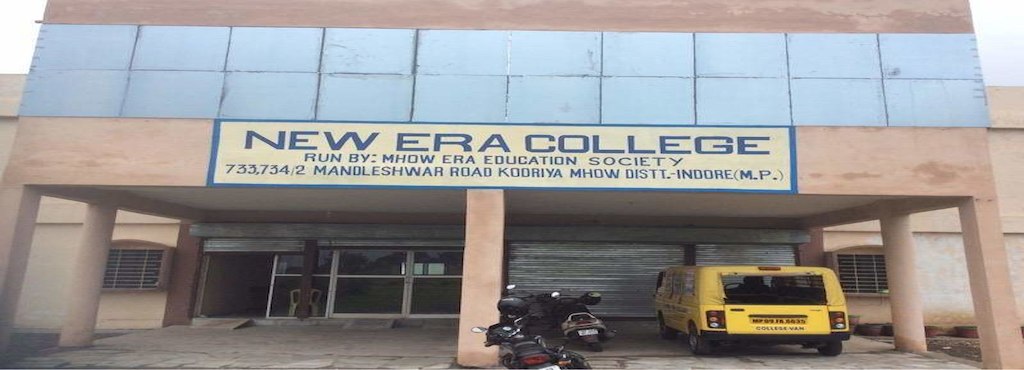 NEW ERA COLLEGE
RUN BY: MHOW ERA EDUCATION SOCIETY
733,734/2 MANDLESHWAR ROAD KODRIYA MHOW DISTT.-INDORE(M.P.)
COLLEGE-VAN